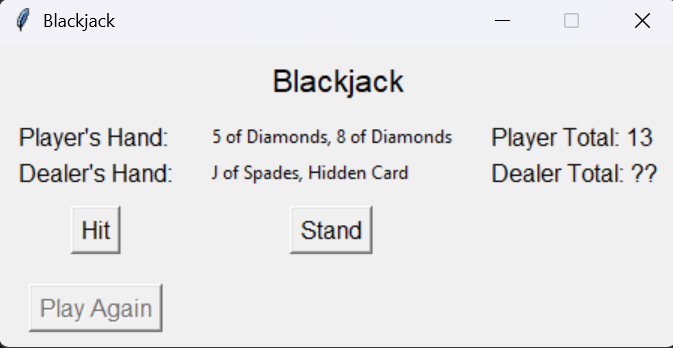 Blackjack
Blackjack
Player's Hand: 5 of Diamonds, 8 of Diamonds Player Total: 13
Dealer's Hand: J of Spades, Hidden Card Dealer Total: ??
Hit Stand
Play Again